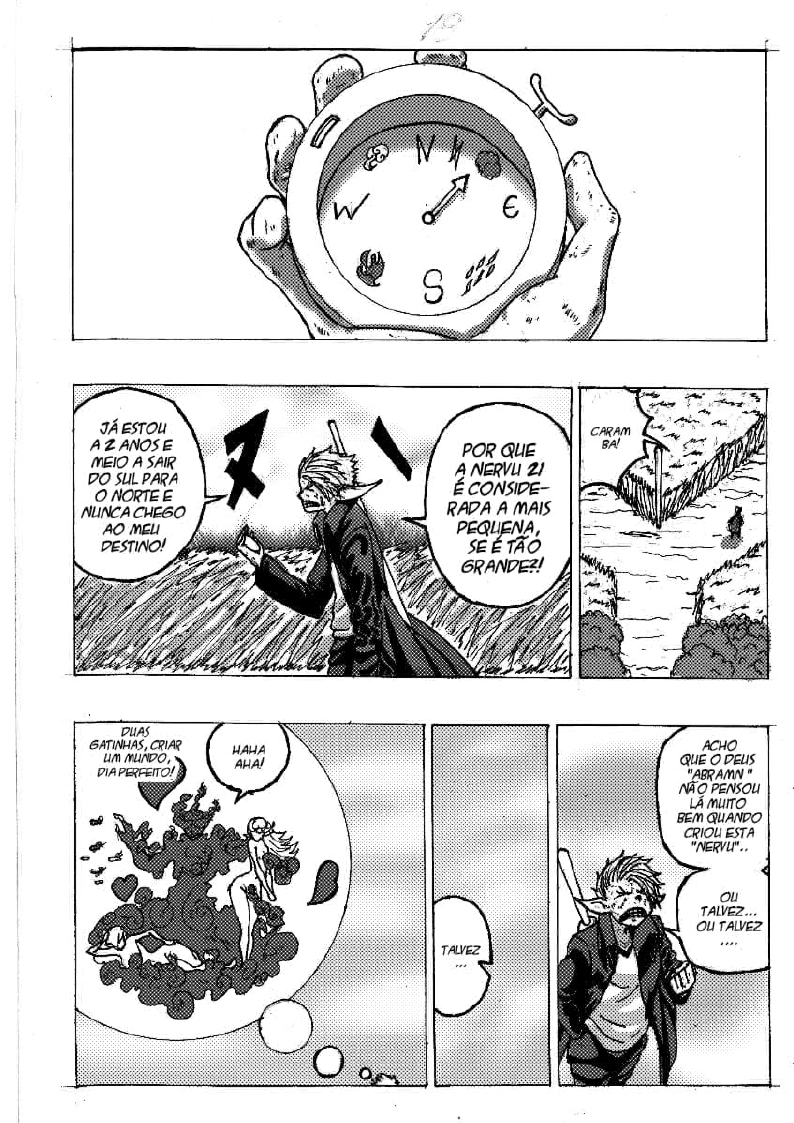 N
W
E
S
CARAM
BA!
POR QUE
A NERVU 21
É CONSIDE-
RADA A MAIS
PEQUENA,
SE É TÃO
GRANDE?!
JÁ ESTOU
A 2 ANOS E
MEIO A SAIR
DO SUL PARA
O NORTE E
NUNCA CHEGO
AO MEU
DESTINO!
ACHO
QUE O DEUS
"ABRAMN"
NÃO PENSOU
LÁ MUITO
BEM QUANDO
CRIOU ESTA
"NERVU"..
OU
TALVEZ...
OU TALVEZ
....
TALVEZ
...
HAHA
AHA!
DUAS
GATINHAS, CRIAR
UM MUNDO,
DIA PERFEITO!